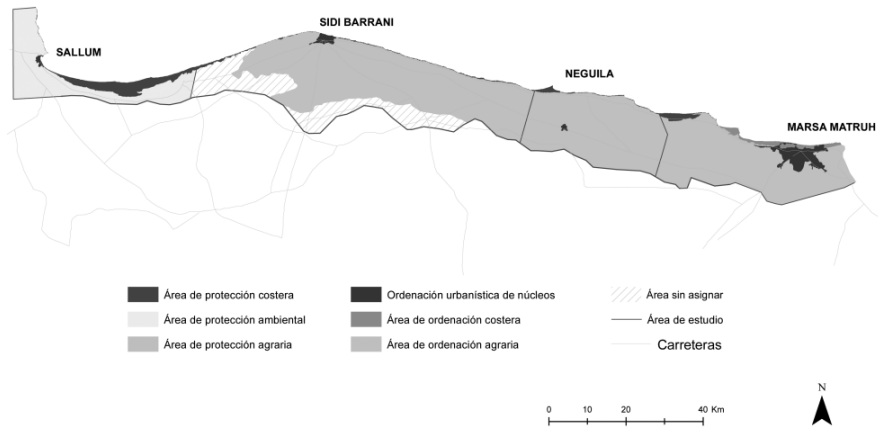 SIDI BARRANI
SALLUM
NEGUILA
MARSA MATRUH
Área de protección costera
Ordenación urbanística de núcleos
Área sin asignar
Área de protección ambiental
Área de ordenación costera
Área de estudio
Área de protección agraria
Área de ordenación agraria
Carreteras
N
0 10 20 40 Km